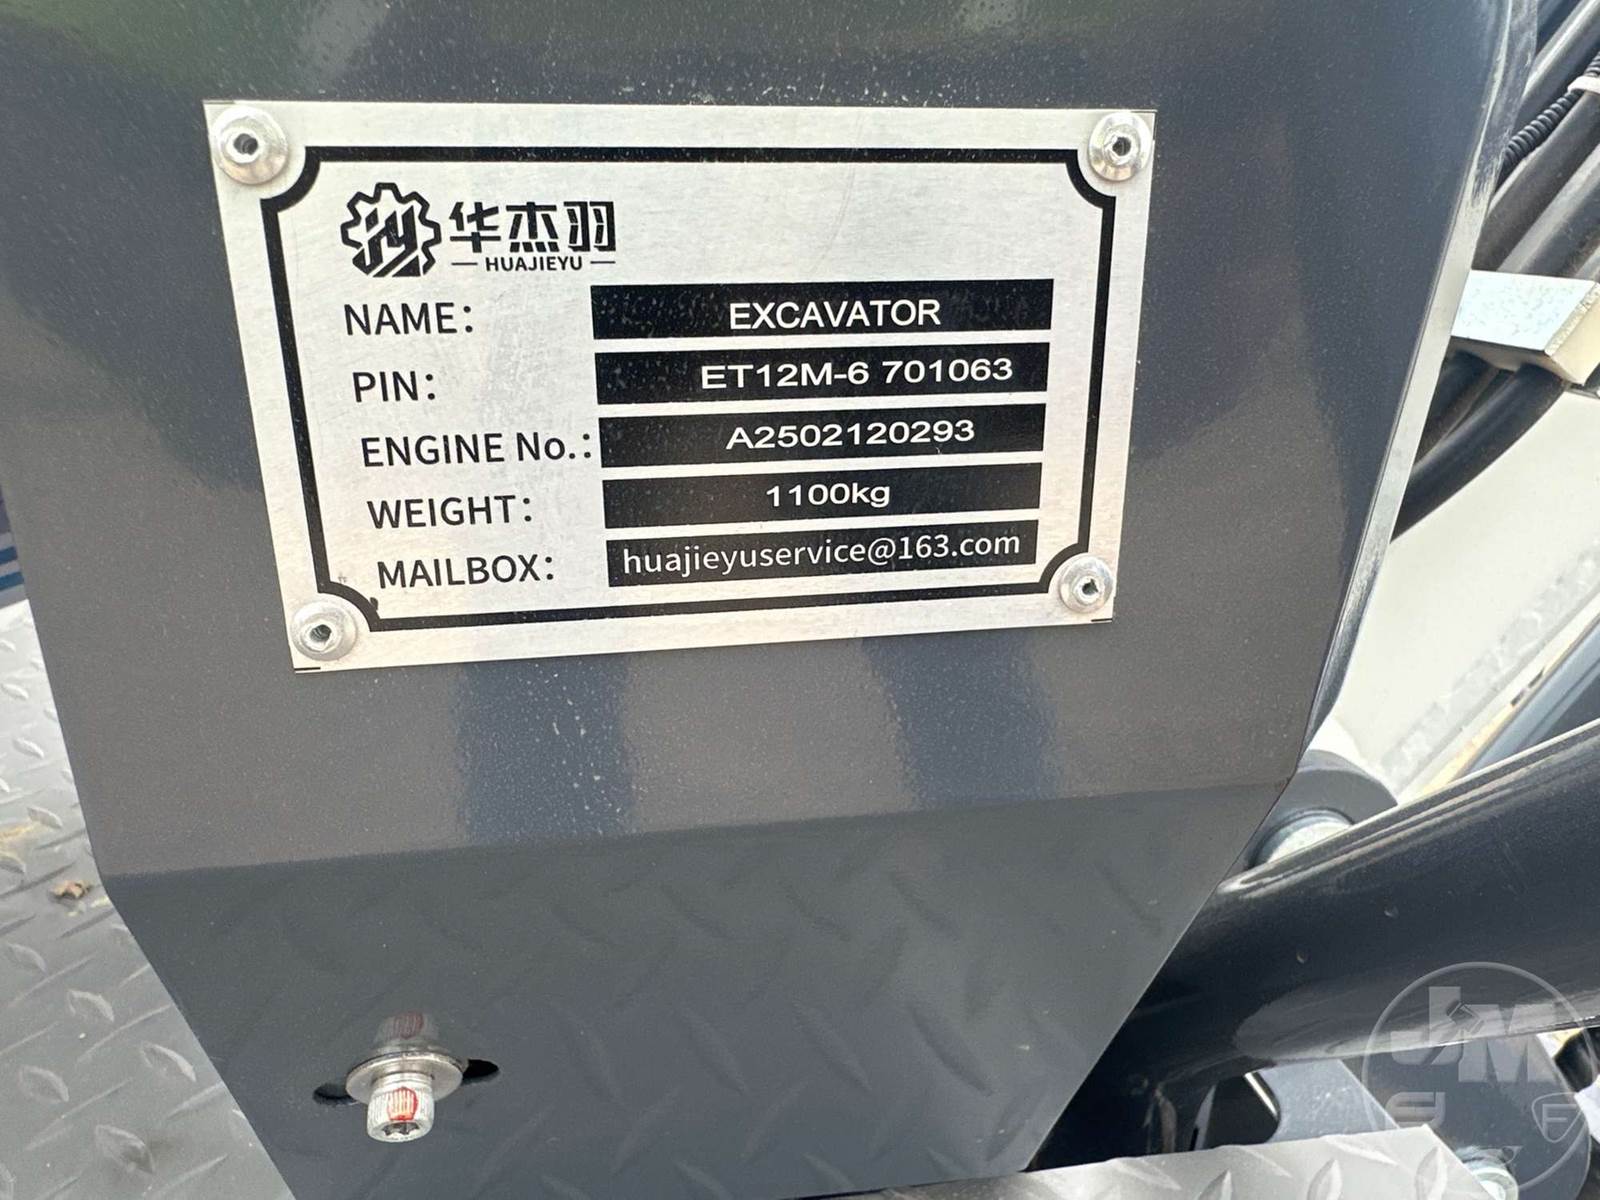 华杰羽
HUAJIEYU
NAME: EXCAVATOR
PIN: ET12M-6 701063
ENGINE No.: A2502120293
WEIGHT: 1100kg
MAILBOX: huajieyuservice@163.com
JM